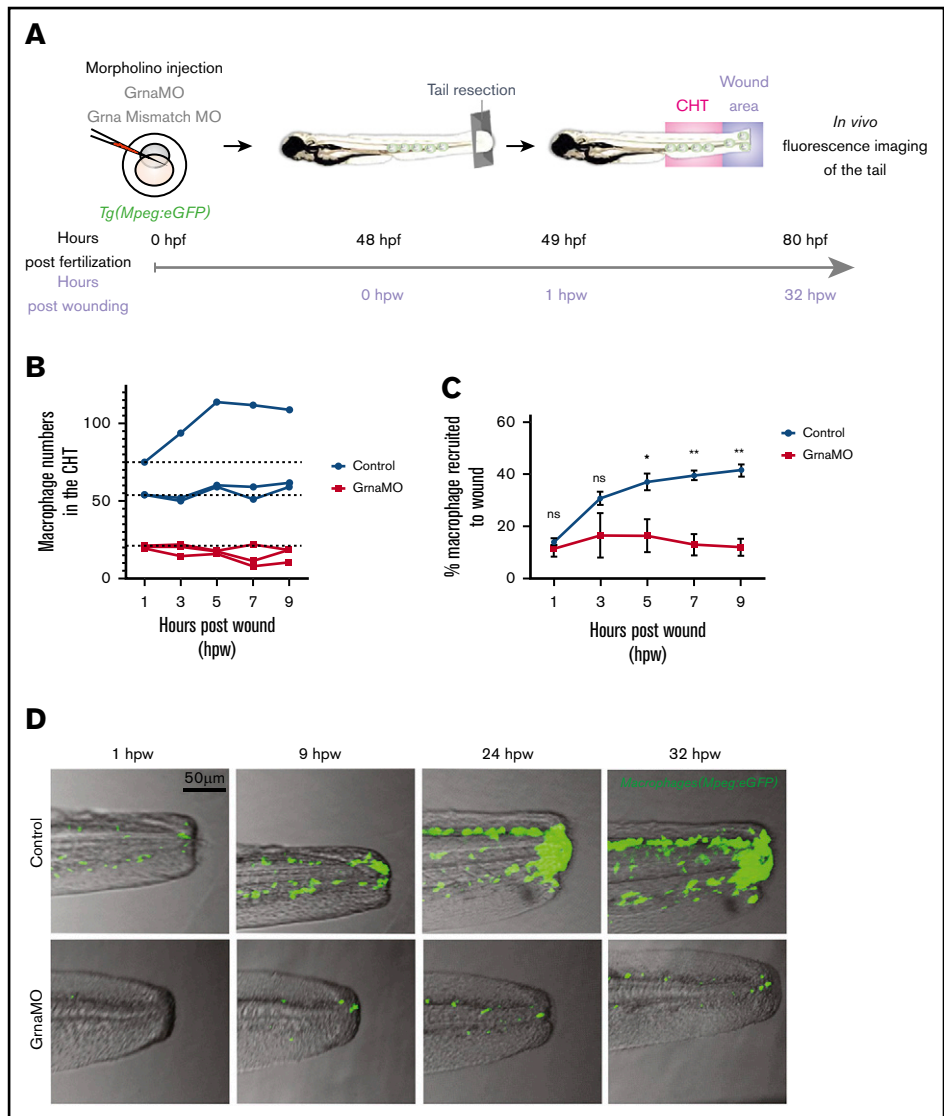 A
Morpholino injection
GrnaMO
Grna Mismatch MO
Tg(Mpeg:eGFP)
Tail resection
CHT
Wound
area
In vivo
fluorescence imaging
of the tail
Hours
post fertilization
0 hpf
48 hpf
49 hpf
80 hpf
Hours
post wounding
0 hpw
1 hpw
32 hpw
B
Macrophage numbers
in the CHT
100
50
0
1 3 5 7 9
Hours post wound
(hpw)
Control
GrnaMO
C
% macrophage recruited
to wound
60
40
20
0
ns
ns
*
**
**
1 3 5 7 9
Hours post wound
(hpw)
Control
GrnaMO
D
1 hpw
9 hpw
24 hpw
32 hpw
50μm
Macrophages(Mpeg:eGFP)
Control
GrnaMO